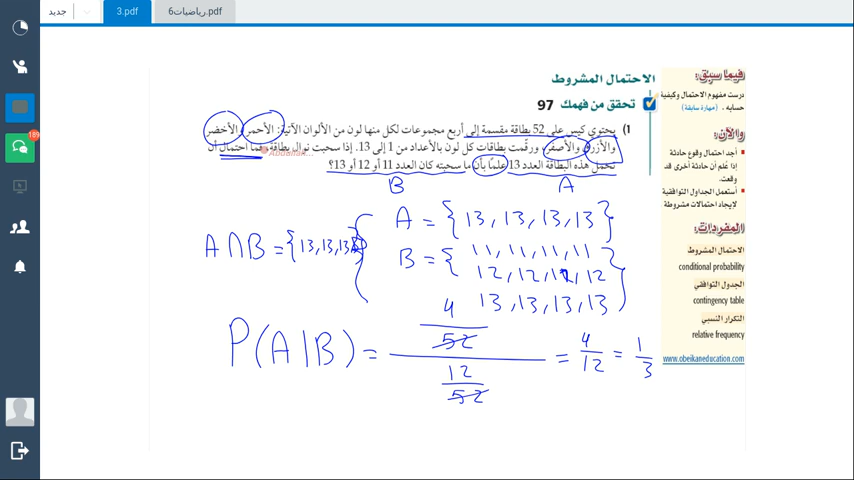 جديد
3.pdf
رياضيات6.pdf
189
الاحتمال المشروط
تحقق من فهمك 97
1) يحتوي كيس على 52 بطاقة مقسمة إلى أربع مجموعات لكل منها لون من الألوان الآتية: الأحمر والأخضر
والأزرق والأصفر، ورقّمت بطاقات كل لون بالأعداد من 1 إلى 13. إذا سحبت نوال بطاقة فما احتمال أن
تحمل هذه البطاقة العدد 13 علمًا بأن ما سحبته كان العدد 11 أو 12 أو 13؟
B A
A = {13, 13, 13, 13}
A∩B = {13, 13, 13
B = { 11, 11, 11, 11
12, 12, 12, 12
13, 13, 13, 13 }
P(A|B) = 4/52 / 12/52 = 4/12 = 1/3
فيما سبق:
درست مفهوم الاحتمال وكيفية
حسابه. (مهارة سابقة)
والآن:
أجد احتمال وقوع حادثة
إذا علم أن حادثة أخرى قد
وقعت.
أستعمل الجداول التوافقية
لإيجاد احتمالات مشروطة.
المفردات:
الاحتمال المشروط
conditional probability
الجدول التوافقي
contingency table
التكرار النسبي
relative frequency
www.obeikaneducation.com